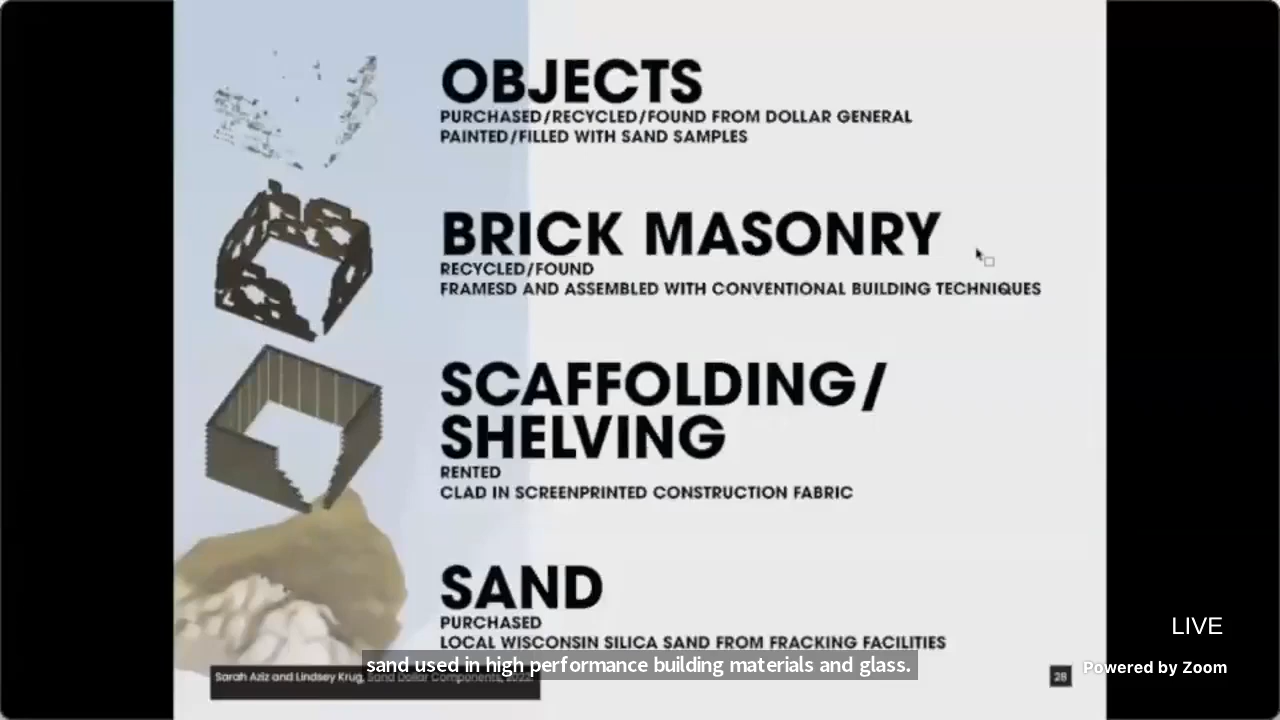 OBJECTS
PURCHASED/RECYCLED/FOUND FROM DOLLAR GENERAL
PAINTED/FILLED WITH SAND SAMPLES
BRICK MASONRY
RECYCLED/FOUND
FRAMESD AND ASSEMBLED WITH CONVENTIONAL BUILDING TECHNIQUES
SCAFFOLDING/
SHELVING
RENTED
CLAD IN SCREENPRINTED CONSTRUCTION FABRIC
SAND
PURCHASED
LOCAL WISCONSIN SILICA SAND FROM FRACKING FACILITIES
sand used in high performance building materials and glass.
Sarah Aziz and Lindsey Krug, Sand Dollar Components, 2022.
28
LIVE
Powered by Zoom